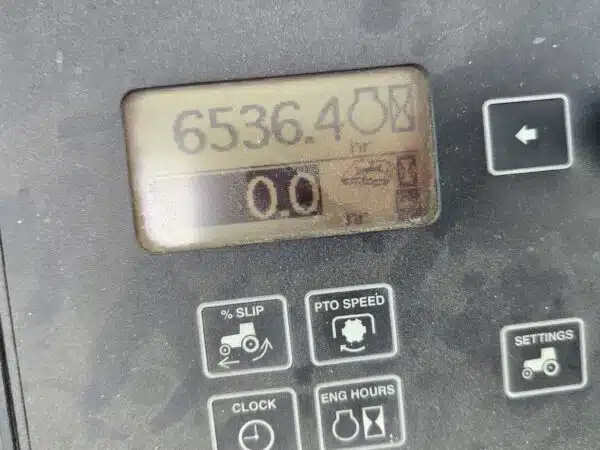 6536.4
hr
0.0
hr
% SLIP
PTO SPEED
SETTINGS
CLOCK
ENG HOURS